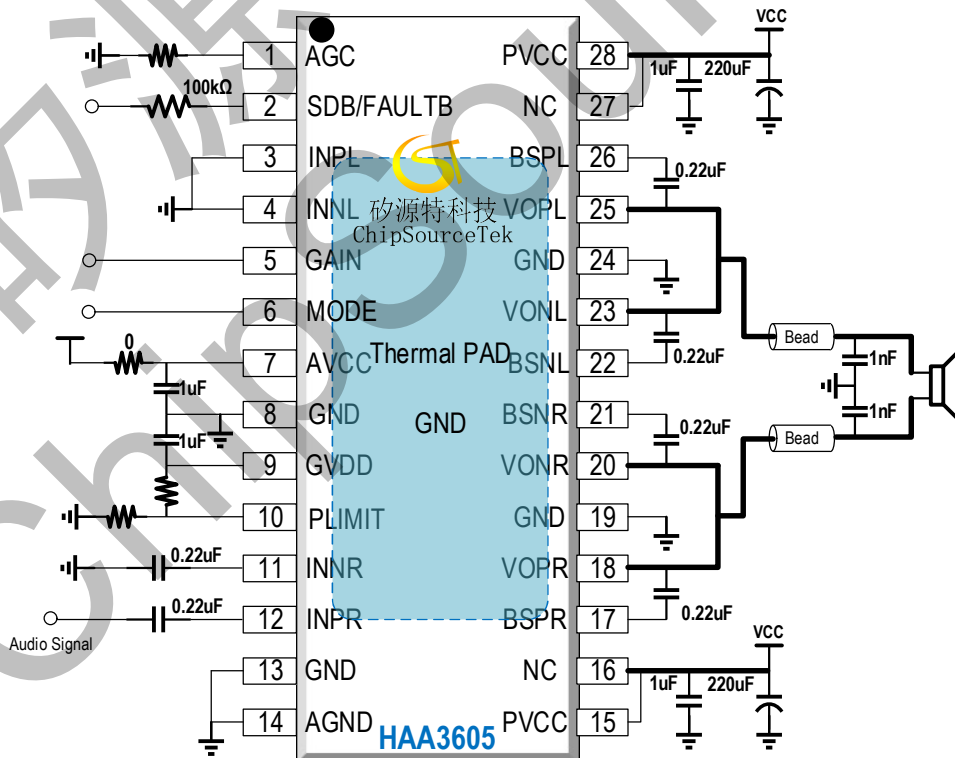 VCC
1 AGC PVCC 28
1uF 220uF
100kΩ
2 SDB/FAULTB NC 27
3 INPL BSPL 26
0.22uF
4 INNL VOPL 25
矽源特科技
ChipSourceTek
5 GAIN GND 24
6 MODE VONL 23
Bead
0
7 AVCC BSNL 22
0.22uF
1nF
Thermal PAD
1uF
8 GND BSNR 21
GND
0.22uF
1nF
1uF
Bead
9 GVDD VONR 20
10 PLIMIT GND 19
0.22uF
11 INNR VOPR 18
0.22uF
12 INPR BSPR 17
0.22uF
Audio Signal
VCC
13 GND NC 16
1uF 220uF
14 AGND PVCC 15
HAA3605
矽源
ChipSour